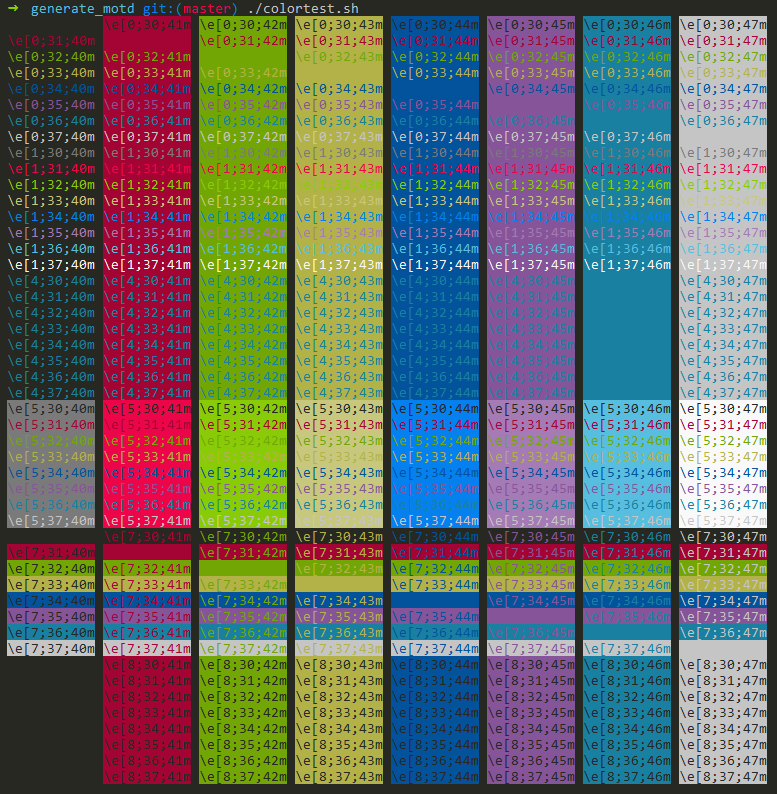 ➜ generate_motd git:(master) ./colortest.sh
\e[0;30;41m \e[0;30;42m \e[0;30;43m \e[0;30;44m \e[0;30;45m \e[0;30;46m \e[0;30;47m
\e[0;31;40m \e[0;31;42m \e[0;31;43m \e[0;31;44m \e[0;31;45m \e[0;31;46m \e[0;31;47m
\e[0;32;40m \e[0;32;41m \e[0;32;43m \e[0;32;44m \e[0;32;45m \e[0;32;46m \e[0;32;47m
\e[0;33;40m \e[0;33;41m \e[0;33;42m \e[0;33;44m \e[0;33;45m \e[0;33;46m \e[0;33;47m
\e[0;34;40m \e[0;34;41m \e[0;34;42m \e[0;34;43m \e[0;34;45m \e[0;34;46m \e[0;34;47m
\e[0;35;40m \e[0;35;41m \e[0;35;42m \e[0;35;43m \e[0;35;44m \e[0;35;46m \e[0;35;47m
\e[0;36;40m \e[0;36;41m \e[0;36;42m \e[0;36;43m \e[0;36;44m \e[0;36;45m \e[0;36;47m
\e[0;37;40m \e[0;37;41m \e[0;37;42m \e[0;37;43m \e[0;37;44m \e[0;37;45m \e[0;37;46m
\e[1;30;40m \e[1;30;41m \e[1;30;42m \e[1;30;43m \e[1;30;44m \e[1;30;45m \e[1;30;46m \e[1;30;47m
\e[1;31;40m \e[1;31;41m \e[1;31;42m \e[1;31;43m \e[1;31;44m \e[1;31;45m \e[1;31;46m \e[1;31;47m
\e[1;32;40m \e[1;32;41m \e[1;32;42m \e[1;32;43m \e[1;32;44m \e[1;32;45m \e[1;32;46m \e[1;32;47m
\e[1;33;40m \e[1;33;41m \e[1;33;42m \e[1;33;43m \e[1;33;44m \e[1;33;45m \e[1;33;46m \e[1;33;47m
\e[1;34;40m \e[1;34;41m \e[1;34;42m \e[1;34;43m \e[1;34;44m \e[1;34;45m \e[1;34;46m \e[1;34;47m
\e[1;35;40m \e[1;35;41m \e[1;35;42m \e[1;35;43m \e[1;35;44m \e[1;35;45m \e[1;35;46m \e[1;35;47m
\e[1;36;40m \e[1;36;41m \e[1;36;42m \e[1;36;43m \e[1;36;44m \e[1;36;45m \e[1;36;46m \e[1;36;47m
\e[1;37;40m \e[1;37;41m \e[1;37;42m \e[1;37;43m \e[1;37;44m \e[1;37;45m \e[1;37;46m \e[1;37;47m
\e[4;30;40m \e[4;30;41m \e[4;30;42m \e[4;30;43m \e[4;30;44m \e[4;30;45m \e[4;30;47m
\e[4;31;40m \e[4;31;41m \e[4;31;42m \e[4;31;43m \e[4;31;44m \e[4;31;45m \e[4;31;47m
\e[4;32;40m \e[4;32;41m \e[4;32;42m \e[4;32;43m \e[4;32;44m \e[4;32;45m \e[4;32;47m
\e[4;33;40m \e[4;33;41m \e[4;33;42m \e[4;33;43m \e[4;33;44m \e[4;33;45m \e[4;33;47m
\e[4;34;40m \e[4;34;41m \e[4;34;42m \e[4;34;43m \e[4;34;44m \e[4;34;45m \e[4;34;47m
\e[4;35;40m \e[4;35;41m \e[4;35;42m \e[4;35;43m \e[4;35;44m \e[4;35;45m \e[4;35;47m
\e[4;36;40m \e[4;36;41m \e[4;36;42m \e[4;36;43m \e[4;36;44m \e[4;36;45m \e[4;36;47m
\e[4;37;40m \e[4;37;41m \e[4;37;42m \e[4;37;43m \e[4;37;44m \e[4;37;45m \e[4;37;47m
\e[5;30;40m \e[5;30;41m \e[5;30;42m \e[5;30;43m \e[5;30;44m \e[5;30;45m \e[5;30;46m \e[5;30;47m
\e[5;31;40m \e[5;31;41m \e[5;31;42m \e[5;31;43m \e[5;31;44m \e[5;31;45m \e[5;31;46m \e[5;31;47m
\e[5;32;40m \e[5;32;41m \e[5;32;42m \e[5;32;43m \e[5;32;44m \e[5;32;45m \e[5;32;46m \e[5;32;47m
\e[5;33;40m \e[5;33;41m \e[5;33;42m \e[5;33;43m \e[5;33;44m \e[5;33;45m \e[5;33;46m \e[5;33;47m
\e[5;34;40m \e[5;34;41m \e[5;34;42m \e[5;34;43m \e[5;34;44m \e[5;34;45m \e[5;34;46m \e[5;34;47m
\e[5;35;40m \e[5;35;41m \e[5;35;42m \e[5;35;43m \e[5;35;44m \e[5;35;45m \e[5;35;46m \e[5;35;47m
\e[5;36;40m \e[5;36;41m \e[5;36;42m \e[5;36;43m \e[5;36;44m \e[5;36;45m \e[5;36;46m \e[5;36;47m
\e[5;37;40m \e[5;37;41m \e[5;37;42m \e[5;37;43m \e[5;37;44m \e[5;37;45m \e[5;37;46m \e[5;37;47m
\e[7;30;41m \e[7;30;42m \e[7;30;43m \e[7;30;44m \e[7;30;45m \e[7;30;46m \e[7;30;47m
\e[7;31;40m \e[7;31;42m \e[7;31;43m \e[7;31;44m \e[7;31;45m \e[7;31;46m \e[7;31;47m
\e[7;32;40m \e[7;32;41m \e[7;32;43m \e[7;32;44m \e[7;32;45m \e[7;32;46m \e[7;32;47m
\e[7;33;40m \e[7;33;41m \e[7;33;42m \e[7;33;44m \e[7;33;45m \e[7;33;46m \e[7;33;47m
\e[7;34;40m \e[7;34;41m \e[7;34;42m \e[7;34;43m \e[7;34;45m \e[7;34;46m \e[7;34;47m
\e[7;35;40m \e[7;35;41m \e[7;35;42m \e[7;35;43m \e[7;35;44m \e[7;35;46m \e[7;35;47m
\e[7;36;40m \e[7;36;41m \e[7;36;42m \e[7;36;43m \e[7;36;44m \e[7;36;45m \e[7;36;47m
\e[7;37;40m \e[7;37;41m \e[7;37;42m \e[7;37;43m \e[7;37;44m \e[7;37;45m \e[7;37;46m
\e[8;30;41m \e[8;30;42m \e[8;30;43m \e[8;30;44m \e[8;30;45m \e[8;30;46m \e[8;30;47m
\e[8;31;41m \e[8;31;42m \e[8;31;43m \e[8;31;44m \e[8;31;45m \e[8;31;46m \e[8;31;47m
\e[8;32;41m \e[8;32;42m \e[8;32;43m \e[8;32;44m \e[8;32;45m \e[8;32;46m \e[8;32;47m
\e[8;33;41m \e[8;33;42m \e[8;33;43m \e[8;33;44m \e[8;33;45m \e[8;33;46m \e[8;33;47m
\e[8;34;41m \e[8;34;42m \e[8;34;43m \e[8;34;44m \e[8;34;45m \e[8;34;46m \e[8;34;47m
\e[8;35;41m \e[8;35;42m \e[8;35;43m \e[8;35;44m \e[8;35;45m \e[8;35;46m \e[8;35;47m
\e[8;36;41m \e[8;36;42m \e[8;36;43m \e[8;36;44m \e[8;36;45m \e[8;36;46m \e[8;36;47m
\e[8;37;41m \e[8;37;42m \e[8;37;43m \e[8;37;44m \e[8;37;45m \e[8;37;46m \e[8;37;47m